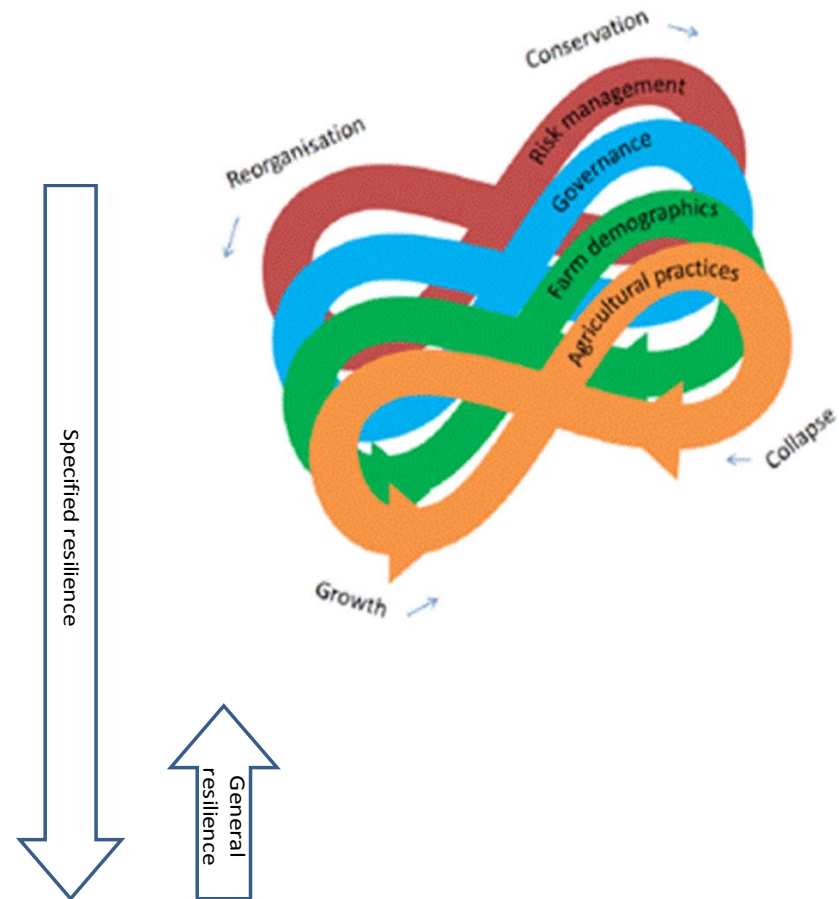 Conservation
Risk management
Reorganisation
Governance
Farm demographics
Agricultural practices
Collapse
Growth
Specified resilience
General
resilience